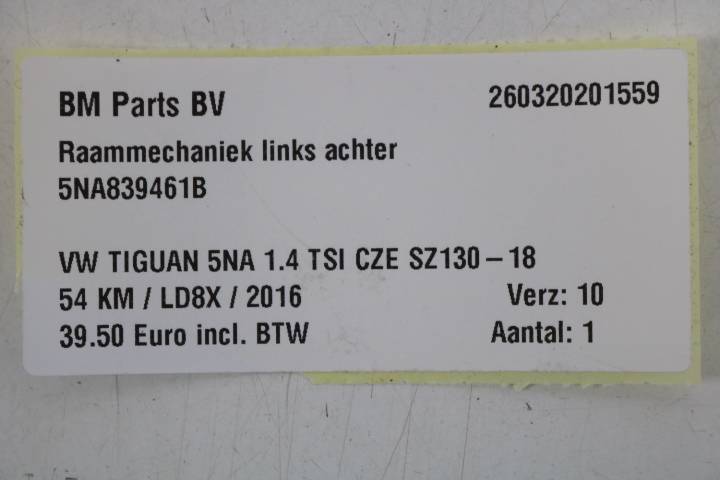 BM Parts BV 260320201559
Raammechaniek links achter
5NA839461B
VW TIGUAN 5NA 1.4 TSI CZE SZ130-18
54 KM / LD8X / 2016 Verz: 10
39.50 Euro incl. BTW Aantal: 1